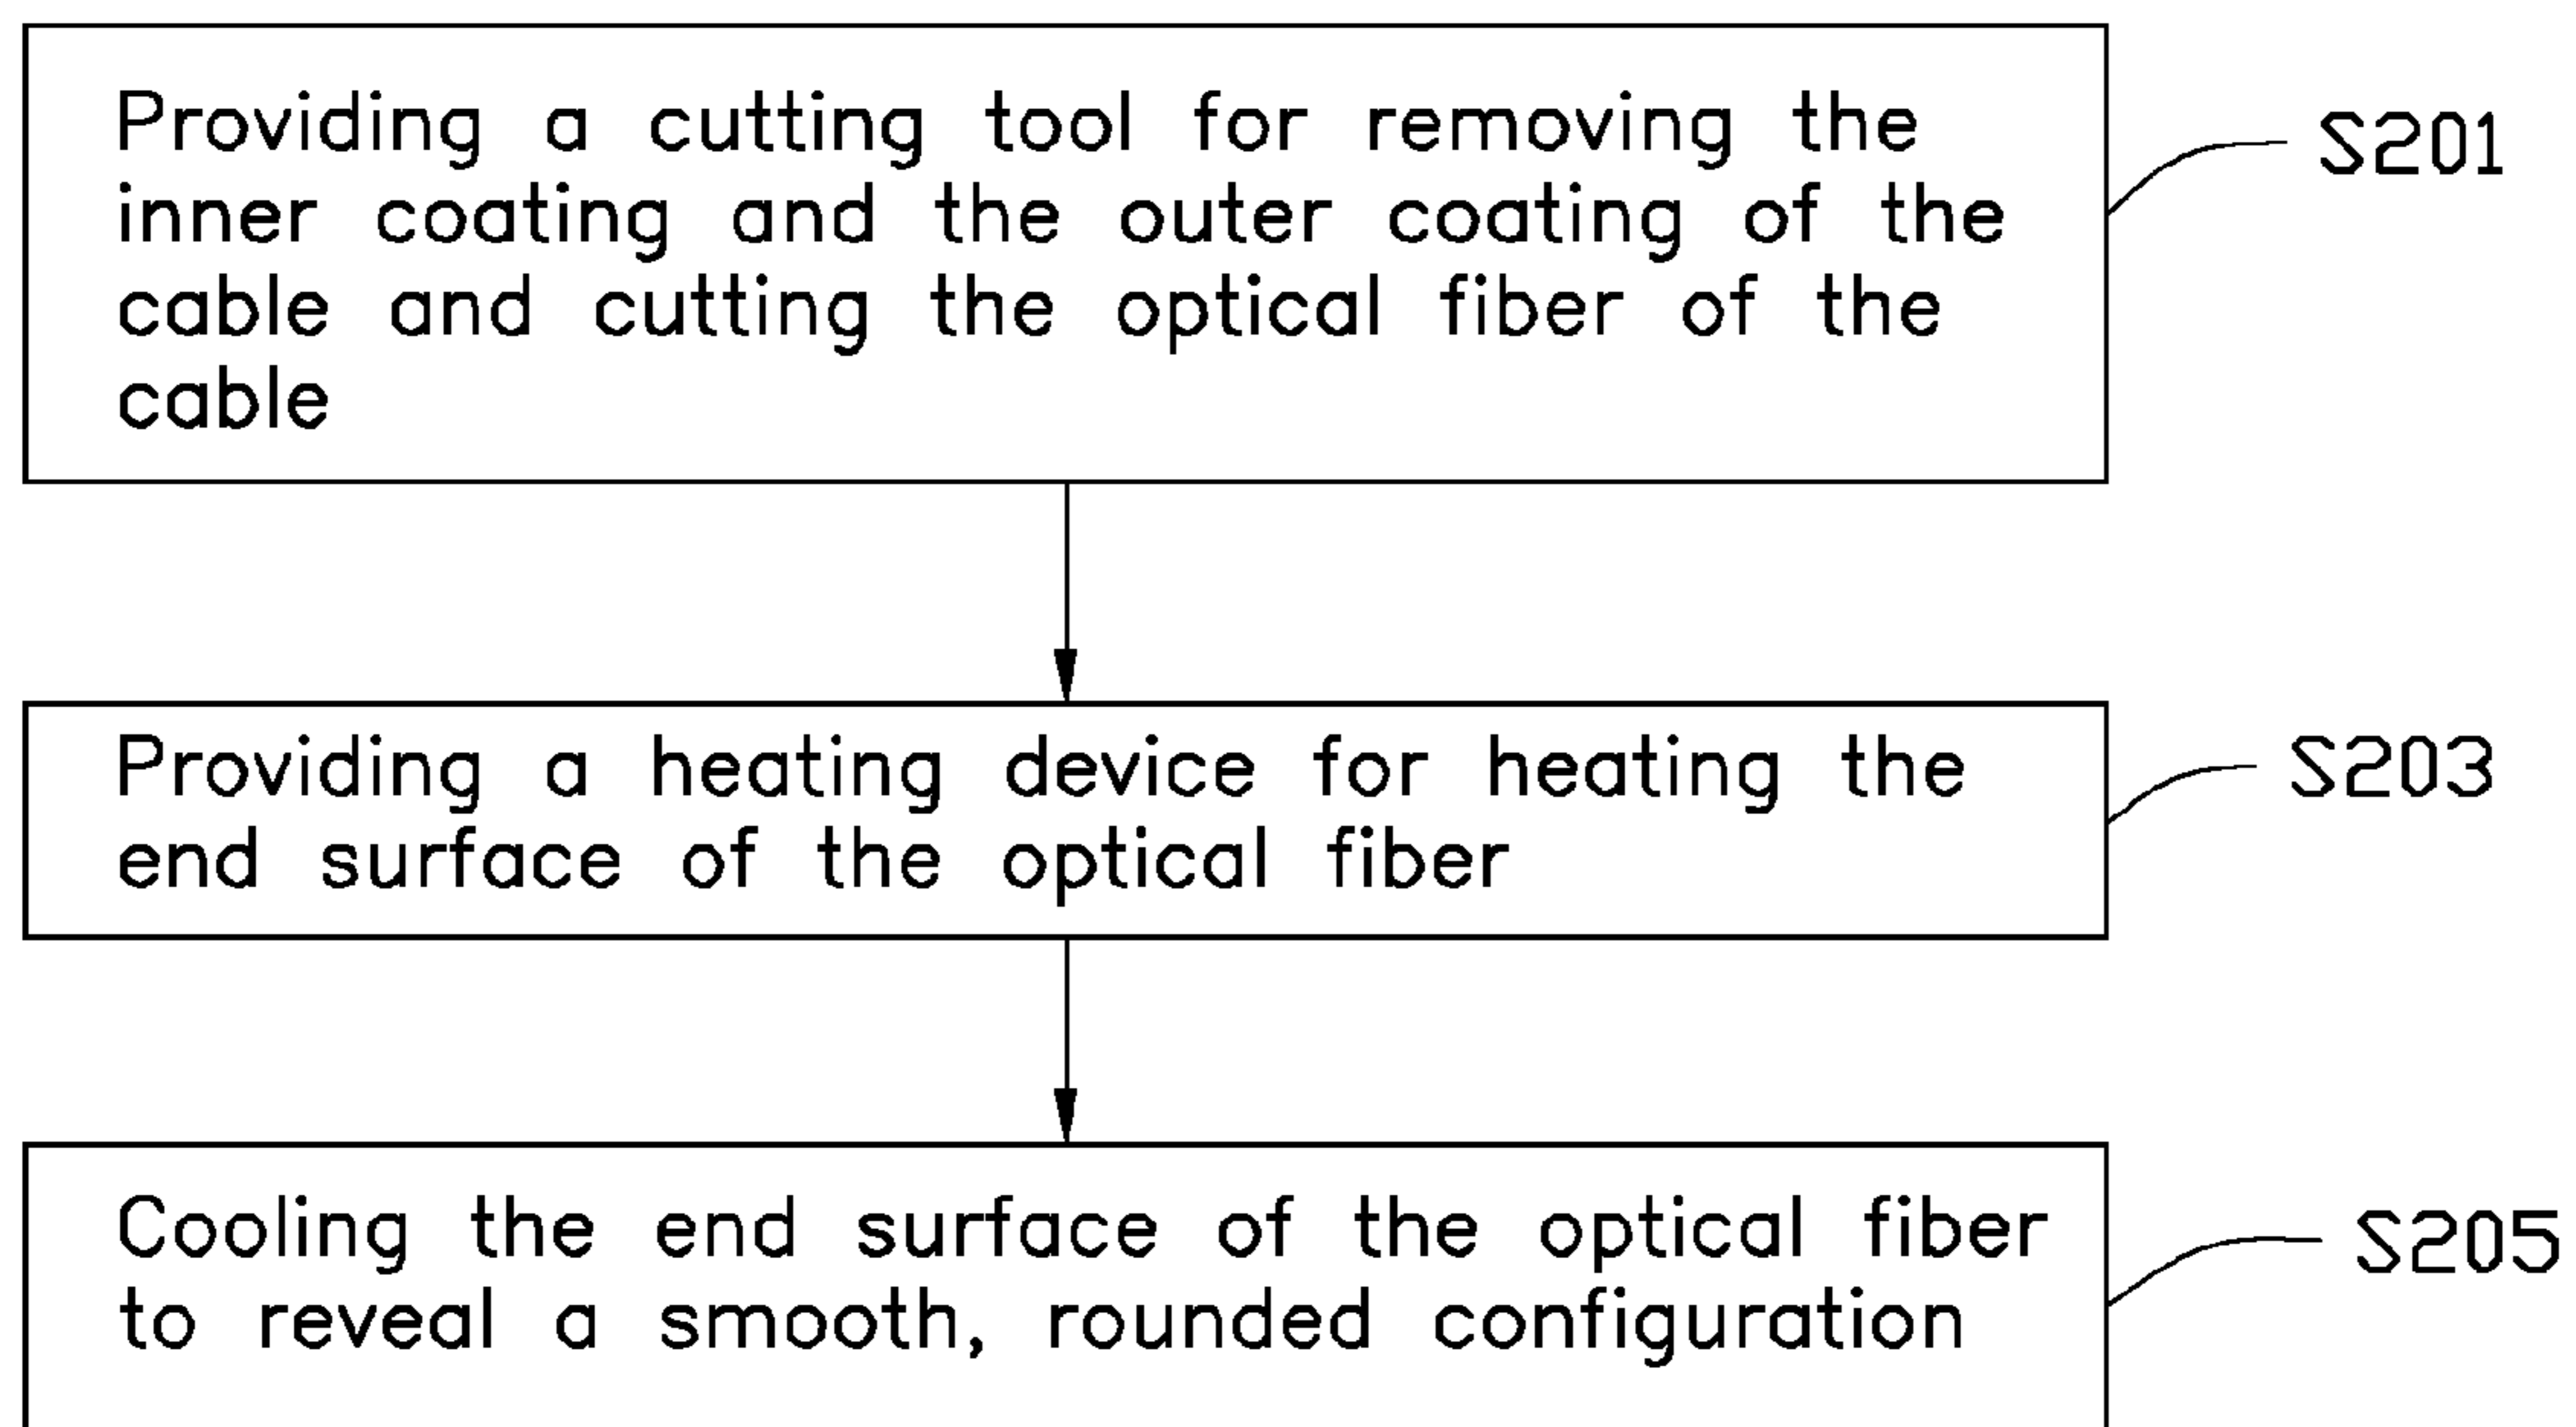 Providing a cutting tool for removing the
inner coating and the outer coating of the
cable and cutting the optical fiber of the
cable
S201
Providing a heating device for heating the
end surface of the optical fiber
S203
Cooling the end surface of the optical fiber
to reveal a smooth, rounded configuration
S205